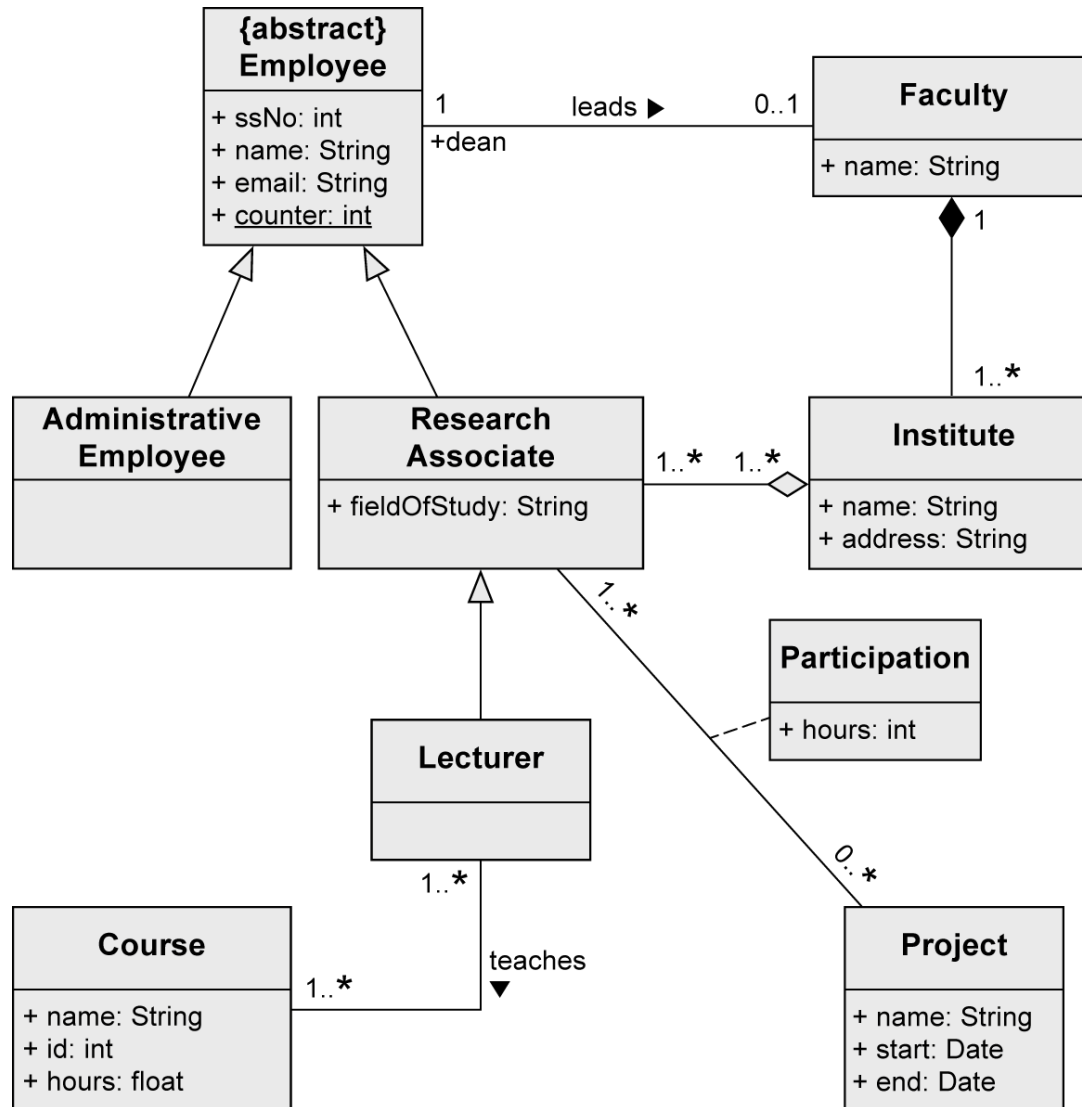 {abstract}
Employee
+ ssNo: int
+ name: String
+ email: String
+ counter: int
1
leads ▶
0..1
+dean
Faculty
+ name: String
1
1..*
Administrative
Employee
Research
Associate
+ fieldOfStudy: String
1..*
1..*
Institute
+ name: String
+ address: String
1..*
Participation
+ hours: int
0..*
Lecturer
1..*
teaches
▼
1..*
Course
+ name: String
+ id: int
+ hours: float
Project
+ name: String
+ start: Date
+ end: Date